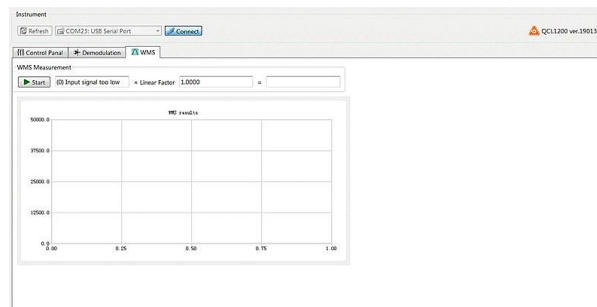 Instrument
Refresh COM23: USB Serial Port Connect QCL1200 ver.19013
Control Panal Demodulation WMS
WMS Measurement
Start (0) Input signal too low × Linear Factor 1.0000 =
WMS results
50000.0
37500.0
25000.0
12500.0
0.0
0.00 0.25 0.50 0.75 1.00